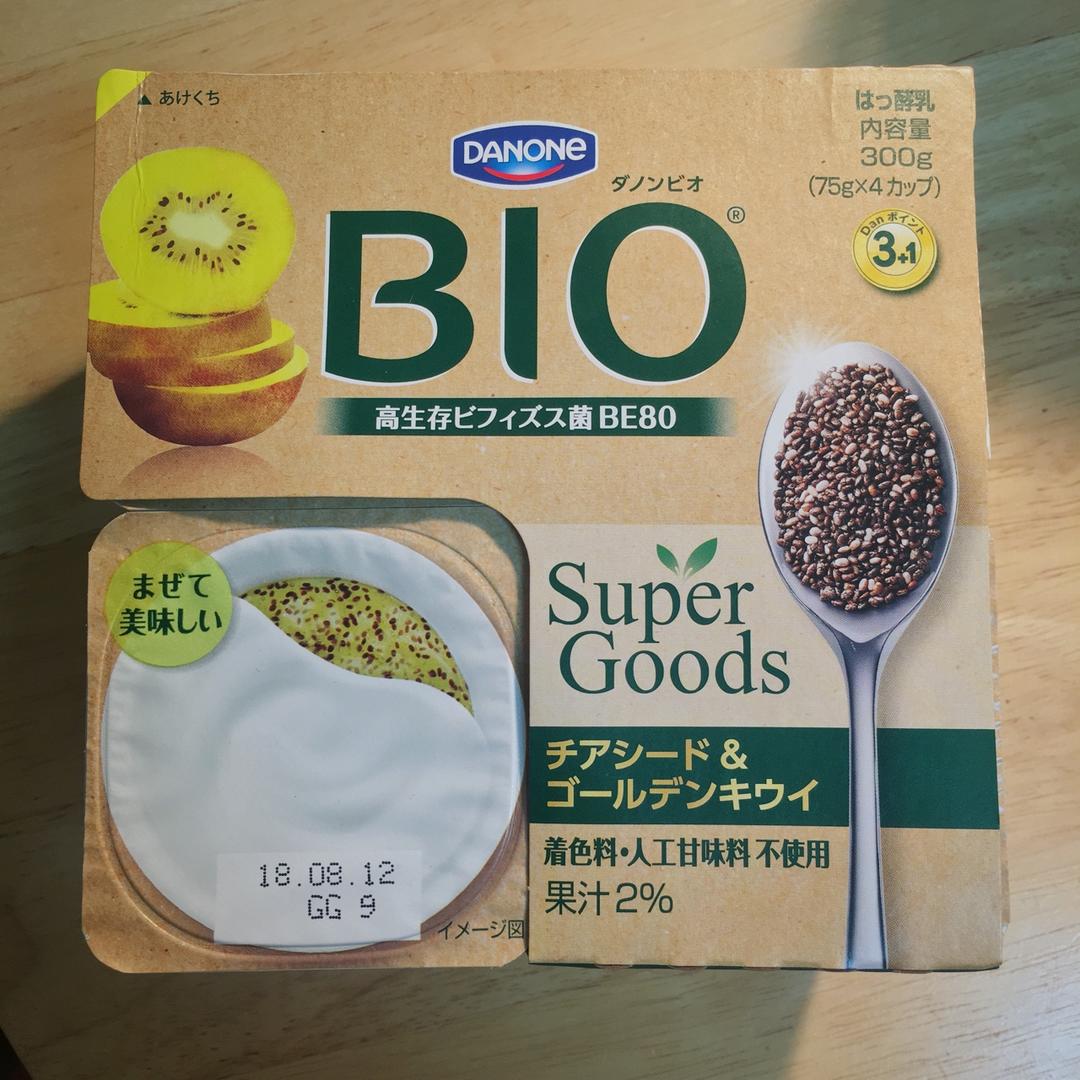 ▲ あけくち
DANONE
ダノンビオ
BIO®
高生存ビフィズス菌 BE80
はっ酵乳
内容量
300g
(75g×4カップ)
Danポイント
3+1
まぜて
美味しい
Super
Goods
チアシード &
ゴールデンキウイ
着色料・人工甘味料 不使用
果汁2%
18.08.12
GG 9
イメージ図